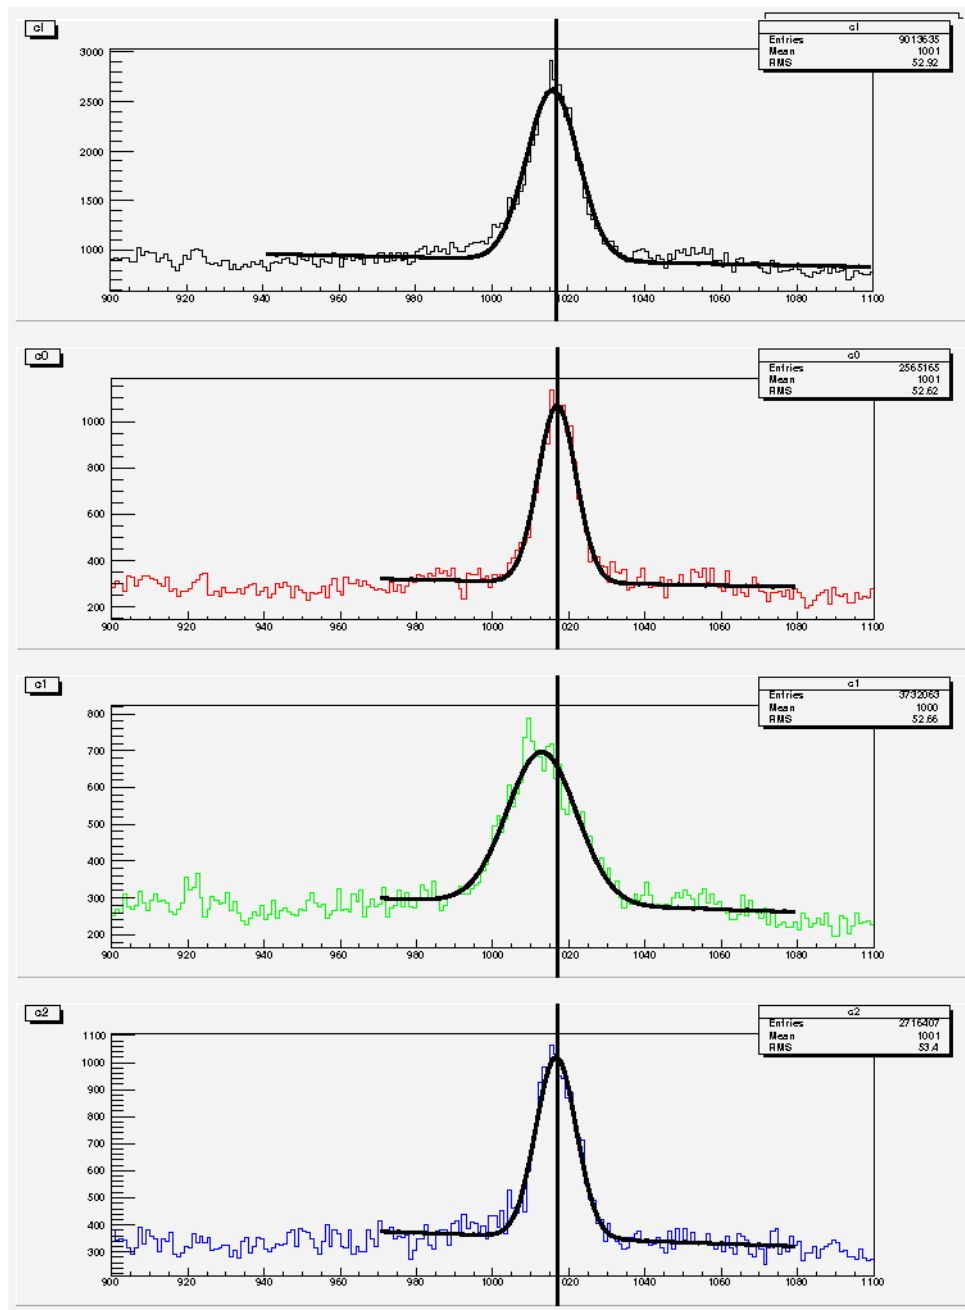 cI
cI
Entries 9013635
Mean 1001
RMS 52.92
3000
2500
2000
1500
1000
900 920 940 960 980 1000 1020 1040 1060 1080 1100
c0
c0
Entries 2565165
Mean 1001
RMS 52.62
1000
800
600
400
200
900 920 940 960 980 1000 020 1040 1060 1080 1100
c1
c1
Entries 3732063
Mean 1000
RMS 52.66
800
700
600
500
400
300
200
900 920 940 960 980 1000 020 1040 1060 1080 1100
c2
c2
Entries 2716407
Mean 1001
RMS 53.4
1100
1000
900
800
700
600
500
400
300
900 920 940 960 980 1000 020 1040 1060 1080 1100